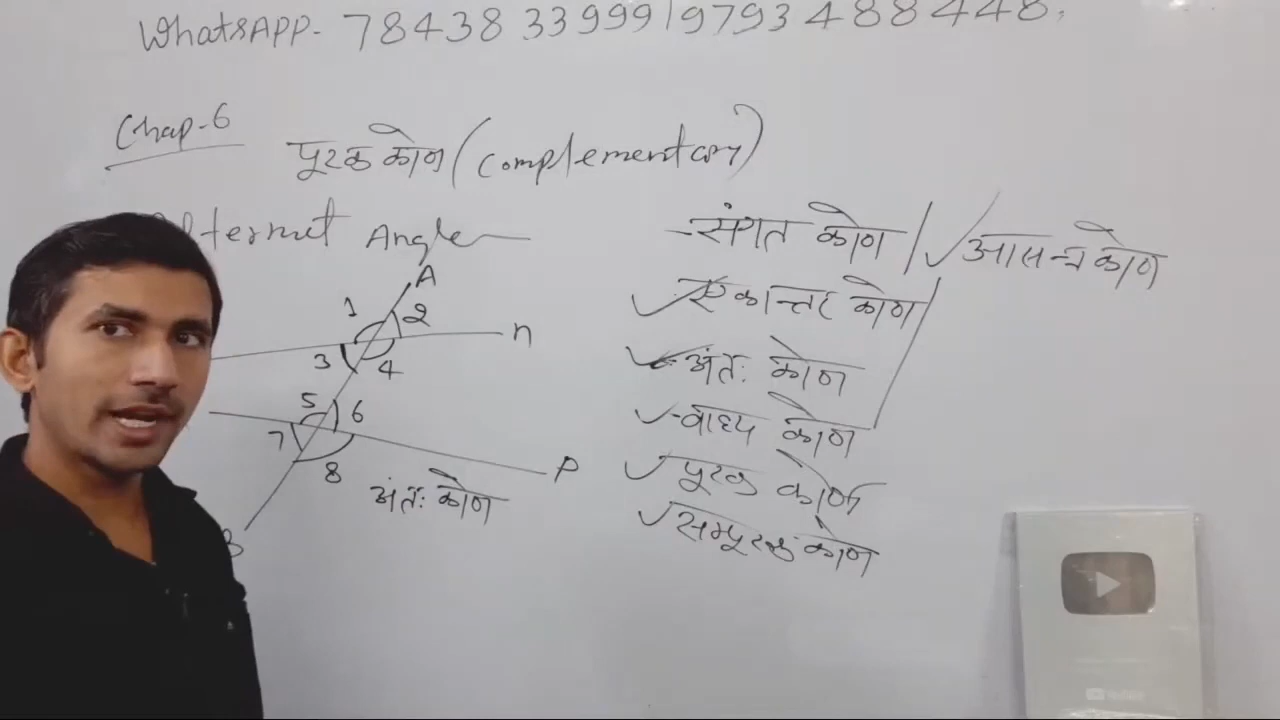 WhatsAPP- 78438 33999 | 9793 488448.
Chap-6
पूरक कोण (Complementary)
Alternet Angle
-संगत कोण / आसन्न कोण
एकान्तर कोण
अंतः कोण
-वाध्य कोण
पूरक कोण
सम्पूरक कोण
A
1 2
n
3 4
5 6
7 8
P
अंतः कोण
B